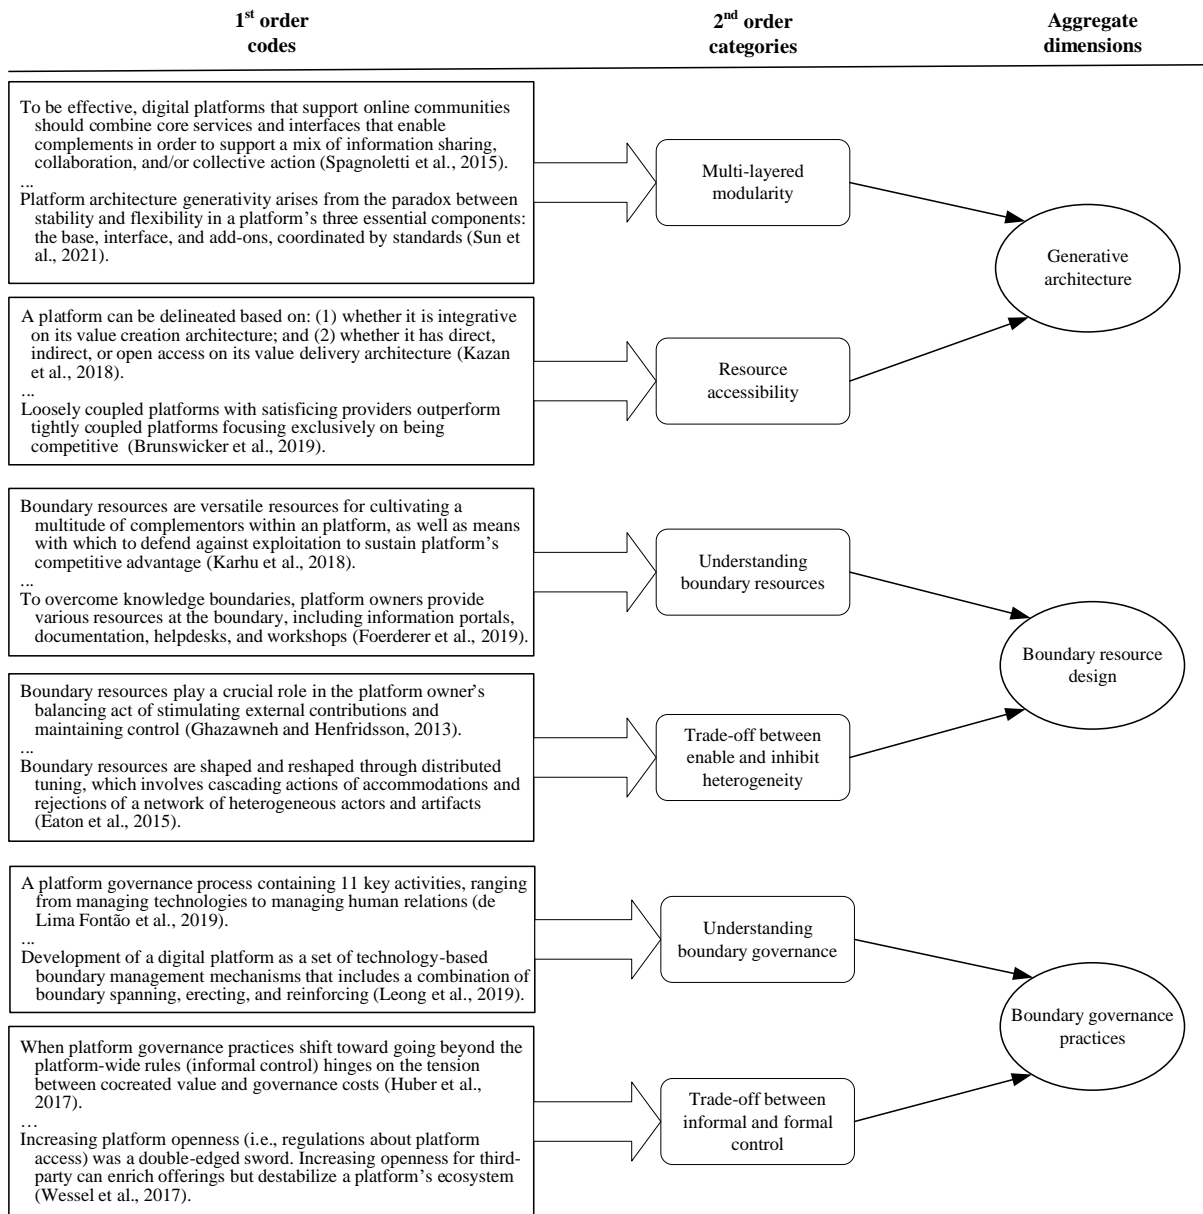 1st order
codes
2nd order
categories
Aggregate
dimensions
To be effective, digital platforms that support online communities
should combine core services and interfaces that enable
complements in order to support a mix of information sharing,
collaboration, and/or collective action (Spagnoletti et al., 2015).
...
Platform architecture generativity arises from the paradox between
stability and flexibility in a platform's three essential components:
the base, interface, and add-ons, coordinated by standards (Sun et
al., 2021).
Multi-layered
modularity
Generative
architecture
A platform can be delineated based on: (1) whether it is integrative
on its value creation architecture; and (2) whether it has direct,
indirect, or open access on its value delivery architecture (Kazan
et al., 2018).
...
Loosely coupled platforms with satisficing providers outperform
tightly coupled platforms focusing exclusively on being
competitive (Brunswicker et al., 2019).
Resource
accessibility
Boundary resources are versatile resources for cultivating a
multitude of complementors within an platform, as well as means
with which to defend against exploitation to sustain platform's
competitive advantage (Karhu et al., 2018).
...
To overcome knowledge boundaries, platform owners provide
various resources at the boundary, including information portals,
documentation, helpdesks, and workshops (Foerderer et al., 2019).
Understanding
boundary resources
Boundary resource
design
Boundary resources play a crucial role in the platform owner's
balancing act of stimulating external contributions and
maintaining control (Ghazawneh and Henfridsson, 2013).
...
Boundary resources are shaped and reshaped through distributed
tuning, which involves cascading actions of accommodations and
rejections of a network of heterogeneous actors and artifacts
(Eaton et al., 2015).
Trade-off between
enable and inhibit
heterogeneity
A platform governance process containing 11 key activities, ranging
from managing technologies to managing human relations (de
Lima Fontão et al., 2019).
...
Development of a digital platform as a set of technology-based
boundary management mechanisms that includes a combination of
boundary spanning, erecting, and reinforcing (Leong et al., 2019).
Understanding
boundary governance
Boundary governance
practices
When platform governance practices shift toward going beyond the
platform-wide rules (informal control) hinges on the tension
between cocreated value and governance costs (Huber et al.,
2017).
…
Increasing platform openness (i.e., regulations about platform
access) was a double-edged sword. Increasing openness for third-
party can enrich offerings but destabilize a platform's ecosystem
(Wessel et al., 2017).
Trade-off between
informal and formal
control